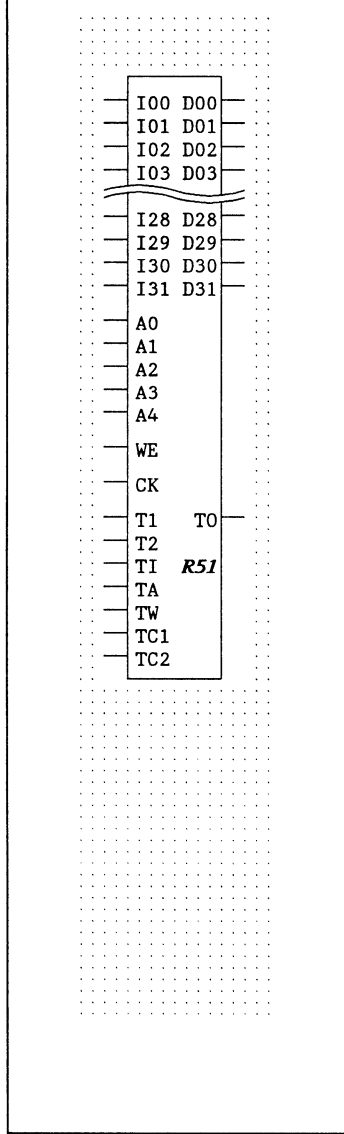 I00 D00
I01 D01
I02 D02
I03 D03
I28 D28
I29 D29
I30 D30
I31 D31
A0
A1
A2
A3
A4
WE
CK
T1 TO
T2
TI R51
TA
TW
TC1
TC2